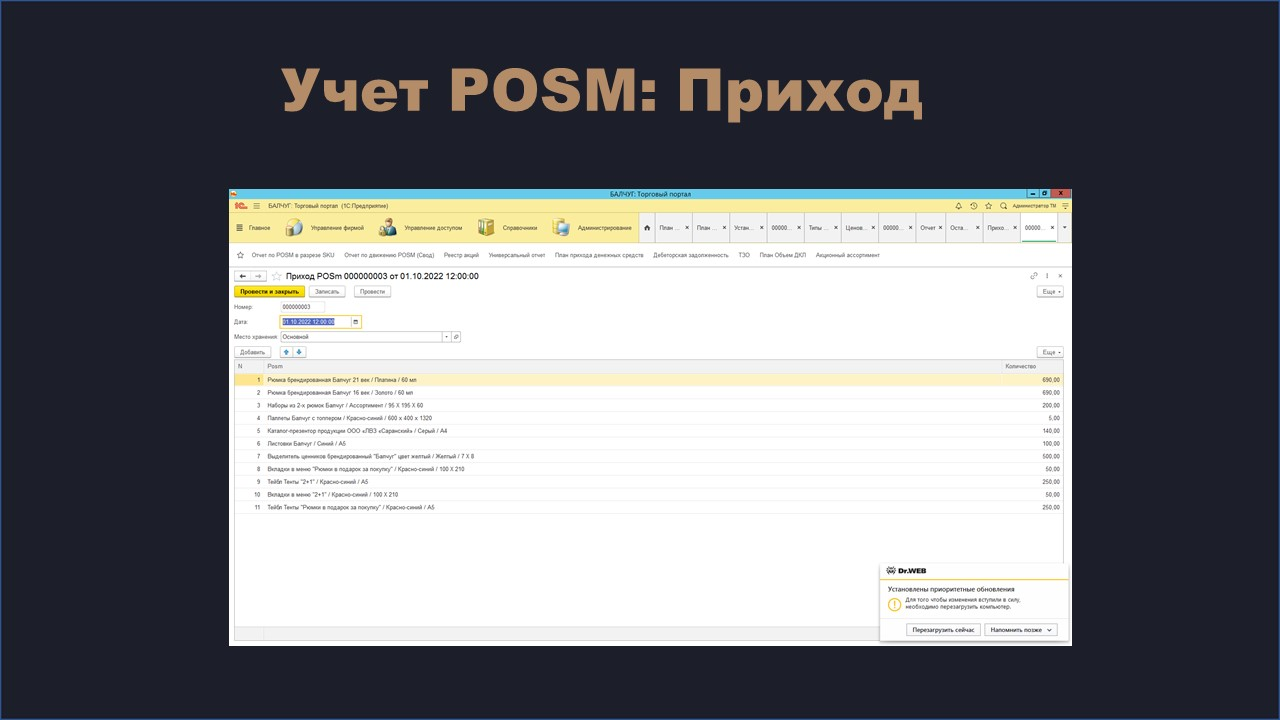 Учет POSM: Приход
БАЛЧУГ: Торговый портал
1С БАЛЧУГ: Торговый портал (1С:Предприятие) Администратор ТМ
Главное Управление фирмой Управление доступом Справочники Администрирование План ... План ... Устан... 00000... Типы ... Ценов... 00000... Отчет Оста... Прихо... 00000...
Отчет по POSM в разрезе SKU Отчет по движению POSM (Свод) Реестр акций Универсальный отчет План прихода денежных средств Дебеторская задолженность ТЗО План Объем ДКП Акционный ассортимент
Приход POSm 000000003 от 01.10.2022 12:00:00
Провести и закрыть Записать Провести Еще
Номер: 000000003
Дата: 01.10.2022 12:00:00
Место хранения: Основной
Добавить Еще
N Posm Количество
1 Рюмка брендированная Балчуг 21 век / Платина / 60 мл 690,00
2 Рюмка брендированная Балчуг 16 век / Золото / 60 мл 690,00
3 Наборы из 2-х рюмок Балчуг / Ассортимент / 95 X 195 X 60 200,00
4 Паллеты Балчуг с топпером / Красно-синий / 600 x 400 x 1320 5,00
5 Каталог-презентор продукции ООО «ЛВЗ «Саранский» / Серый / А4 140,00
6 Листовки Балчуг / Синий / А5 100,00
7 Выделитель ценников брендированный "Балчуг" цвет желтый / Желтый / 7 X 8 500,00
8 Вкладки в меню "Рюмки в подарок за покупку" / Красно-синий / 100 X 210 50,00
9 Тейбл Тенты "2+1" / Красно-синий / А5 250,00
10 Вкладки в меню "2+1" / Красно-синий / 100 X 210 50,00
11 Тейбл Тенты "Рюмки в подарок за покупку" / Красно-синий / А5 250,00
Dr.WEB
Установлены приоритетные обновления
Для того чтобы изменения вступили в силу,
необходимо перезагрузить компьютер.
Перезагрузить сейчас Напомнить позже